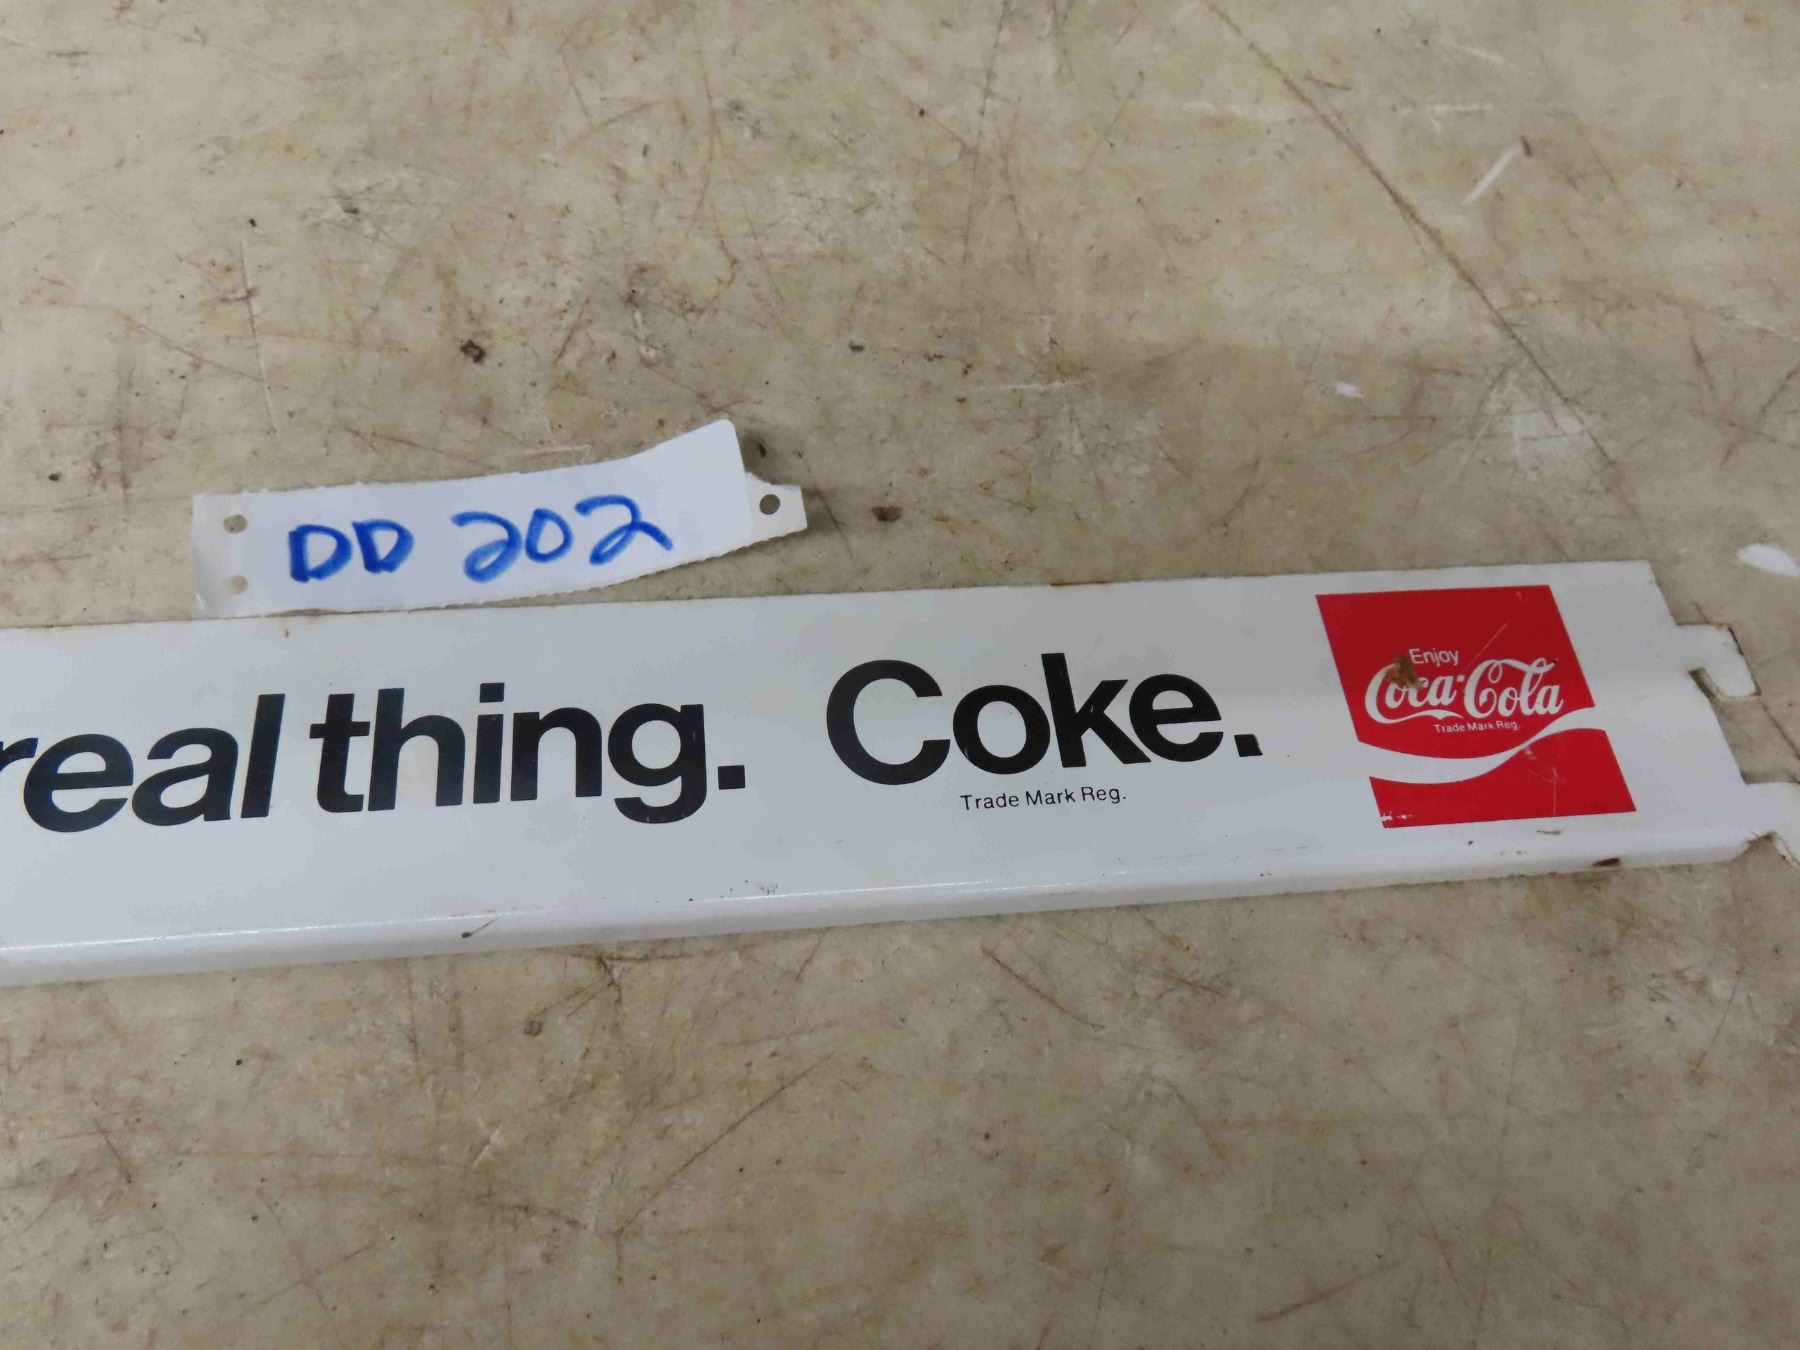 DD 202
real thing. Coke.
Trade Mark Reg.
Enjoy
Coca-Cola
Trade Mark Reg.